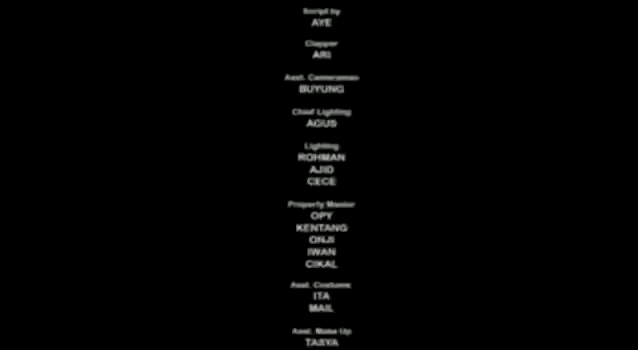 Script by
AYE
Clapper
ARI
Asst. Cameraman
BUYUNG
Chief Lighting
AGUS
Lighting
ROHMAN
AJID
CECE
Property Master
OPY
KENTANG
ONJI
IWAN
CIKAL
Asst. Costume
ITA
MAIL
Asst. Make Up
TASYA